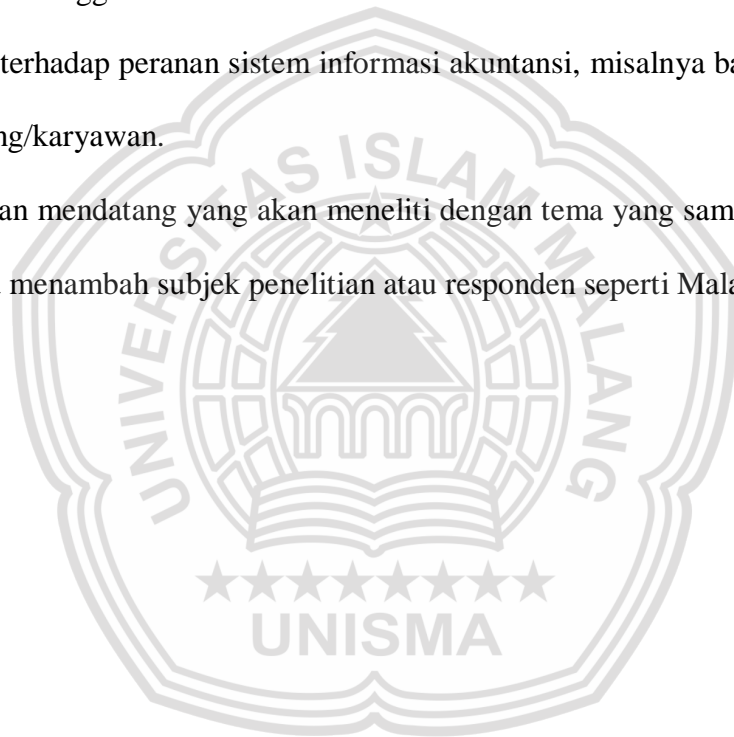 terhadap peranan sistem informasi akuntansi, misalnya ba
ng/karyawan.
an mendatang yang akan meneliti dengan tema yang sam
menambah subjek penelitian atau responden seperti Mala
UNIVERSITAS ISLAM MALANG
UNISMA